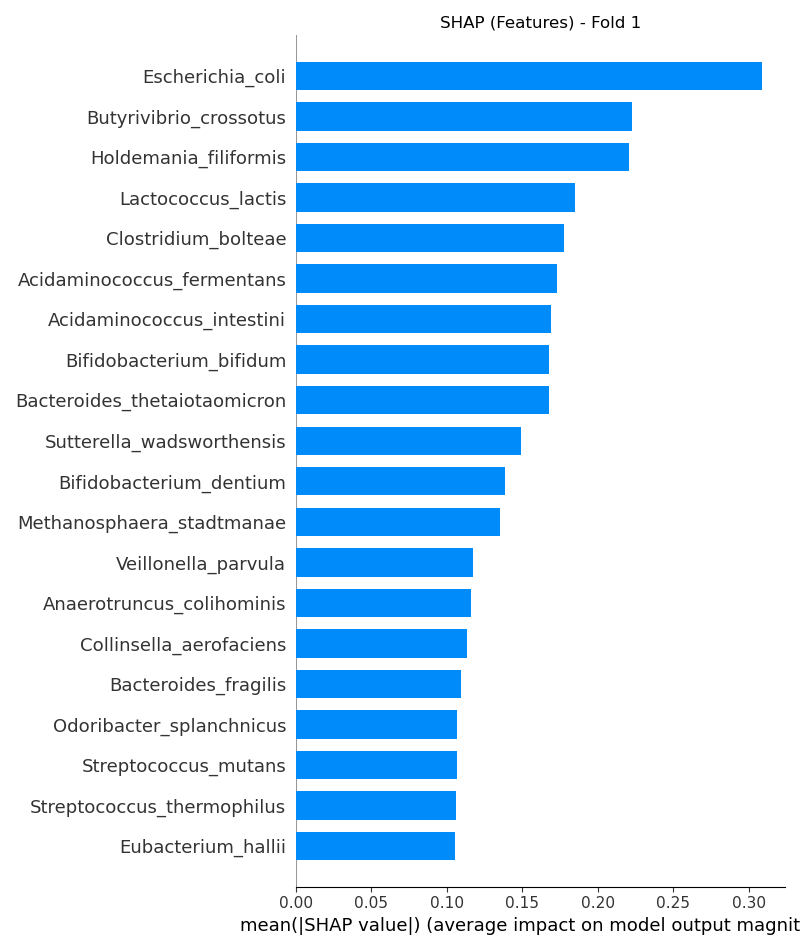 SHAP (Features) - Fold 1
Escherichia_coli
Butyrivibrio_crossotus
Holdemania_filiformis
Lactococcus_lactis
Clostridium_bolteae
Acidaminococcus_fermentans
Acidaminococcus_intestini
Bifidobacterium_bifidum
Bacteroides_thetaiotaomicron
Sutterella_wadsworthensis
Bifidobacterium_dentium
Methanosphaera_stadtmanae
Veillonella_parvula
Anaerotruncus_colihominis
Collinsella_aerofaciens
Bacteroides_fragilis
Odoribacter_splanchnicus
Streptococcus_mutans
Streptococcus_thermophilus
Eubacterium_hallii
0.00 0.05 0.10 0.15 0.20 0.25 0.30
mean(|SHAP value|) (average impact on model output magnit